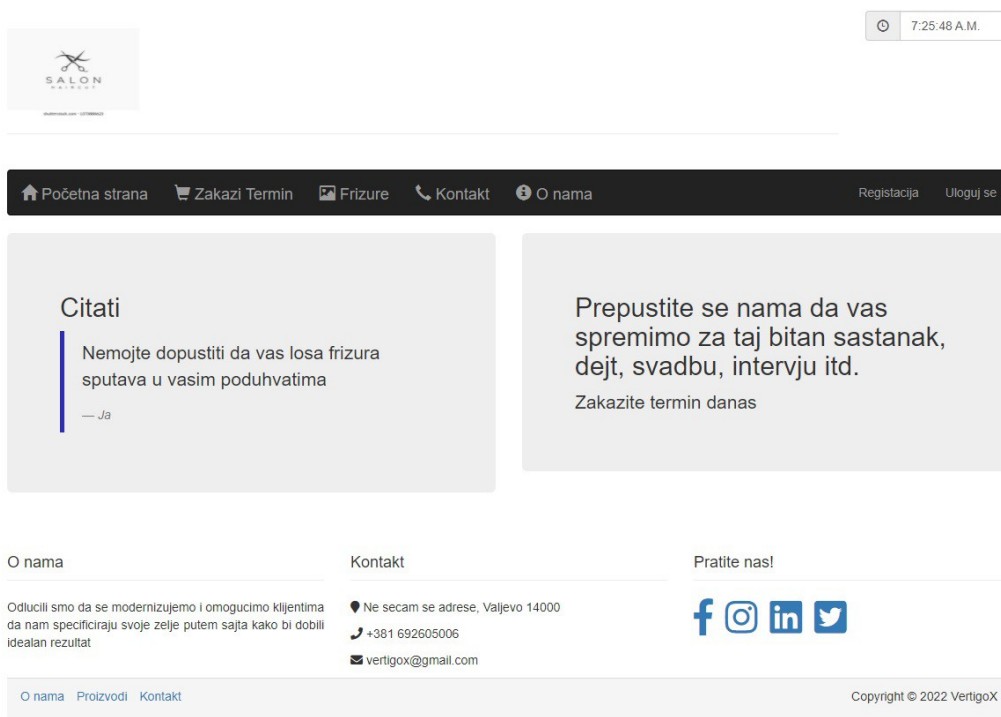 7:25:48 A.M.
SALON
HAIRCUT
Početna strana Zakazi Termin Frizure Kontakt O nama Registacija Uloguj se
Citati
Nemojte dopustiti da vas losa frizura
sputava u vasim poduhvatima
— Ja
Prepustite se nama da vas
spremimo za taj bitan sastanak,
dejt, svadbu, intervju itd.
Zakazite termin danas
O nama
Odlucili smo da se modernizujemo i omogucimo klijentima
da nam specificiraju svoje zelje putem sajta kako bi dobili
idealan rezultat
Kontakt
Ne secam se adrese, Valjevo 14000
+381 692605006
vertigox@gmail.com
Pratite nas!
O nama Proizvodi Kontakt
Copyright © 2022 VertigoX